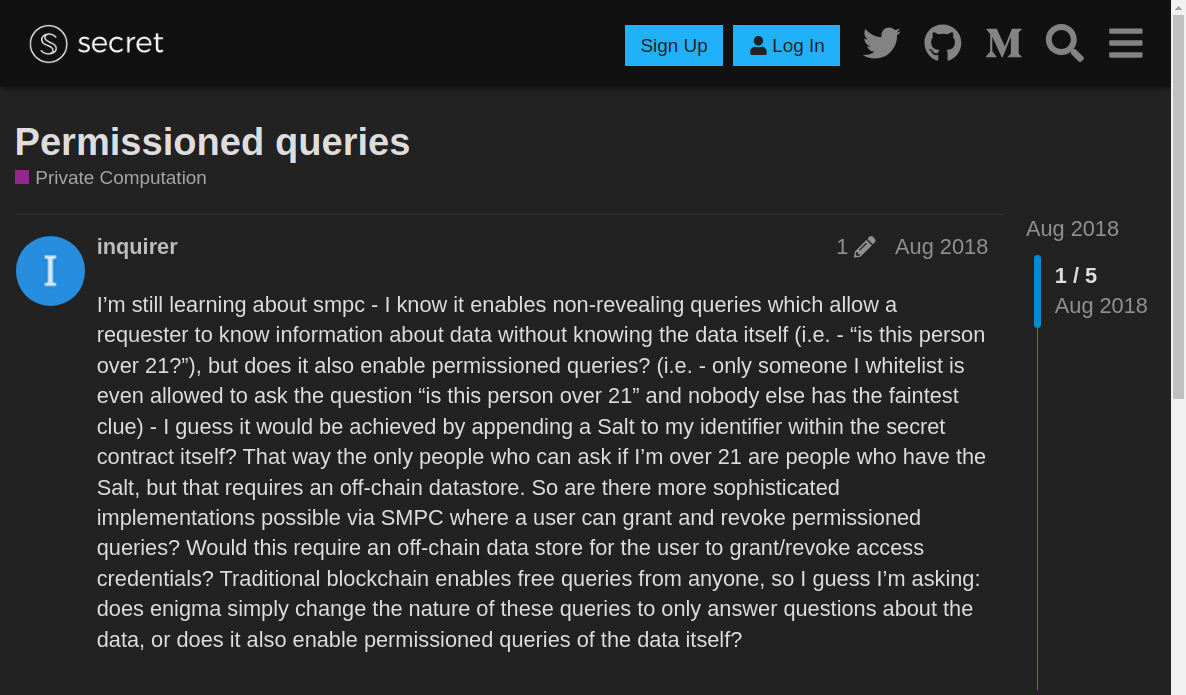 secret
Sign Up
Log In
Permissioned queries
Private Computation
Aug 2018
I
inquirer
1
Aug 2018
1 / 5
Aug 2018
I’m still learning about smpc - I know it enables non-revealing queries which allow a
requester to know information about data without knowing the data itself (i.e. - “is this person
over 21?”), but does it also enable permissioned queries? (i.e. - only someone I whitelist is
even allowed to ask the question “is this person over 21” and nobody else has the faintest
clue) - I guess it would be achieved by appending a Salt to my identifier within the secret
contract itself? That way the only people who can ask if I’m over 21 are people who have the
Salt, but that requires an off-chain datastore. So are there more sophisticated
implementations possible via SMPC where a user can grant and revoke permissioned
queries? Would this require an off-chain data store for the user to grant/revoke access
credentials? Traditional blockchain enables free queries from anyone, so I guess I’m asking:
does enigma simply change the nature of these queries to only answer questions about the
data, or does it also enable permissioned queries of the data itself?